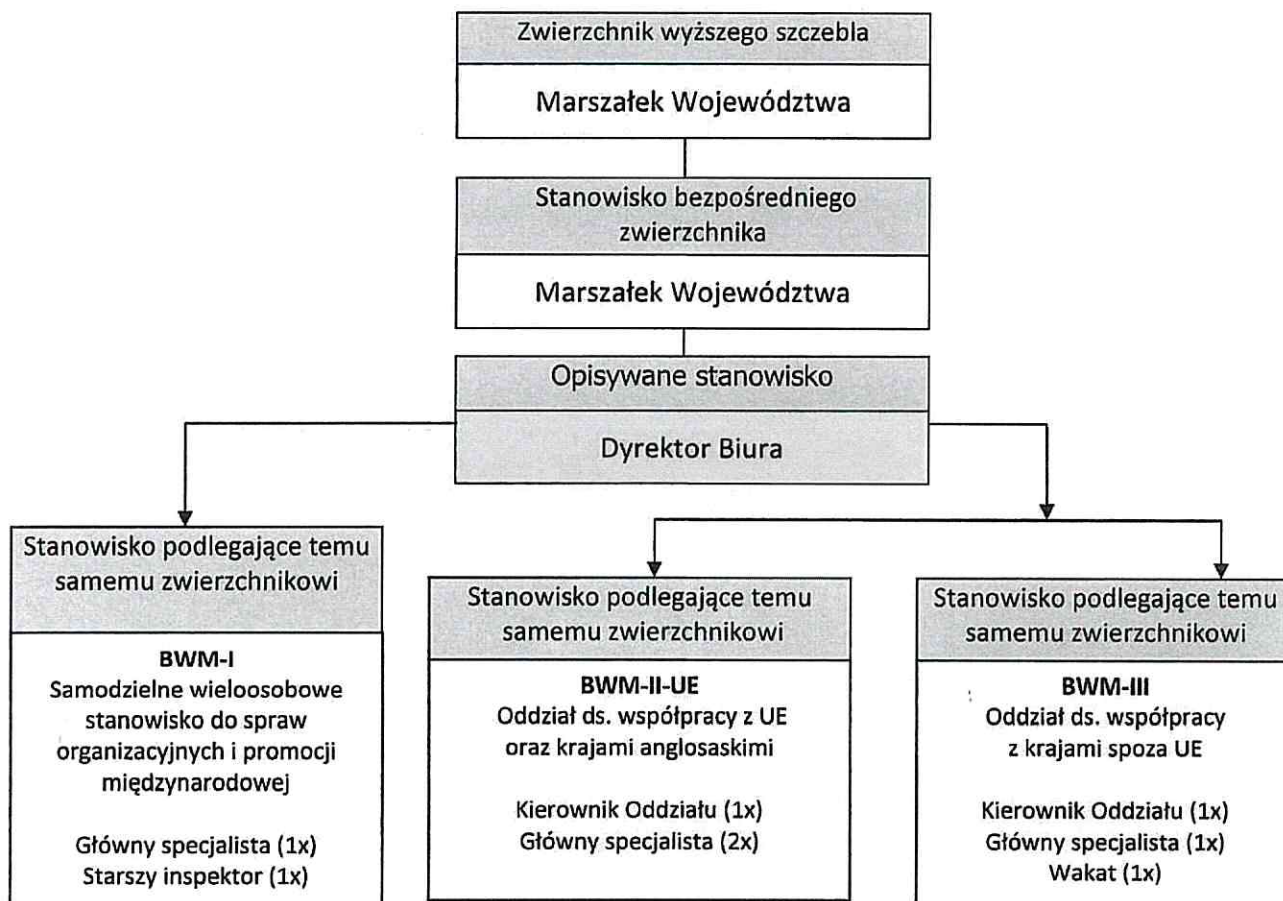 Zwierzchnik wyższego szczebla
Marszałek Województwa
Stanowisko bezpośredniego
zwierzchnika
Marszałek Województwa
Opisywane stanowisko
Dyrektor Biura
Stanowisko podlegające temu
samemu zwierzchnikowi
BWM-I
Samodzielne wieloosobowe
stanowisko do spraw
organizacyjnych i promocji
międzynarodowej
Główny specjalista (1x)
Starszy inspektor (1x)
Stanowisko podlegające temu
samemu zwierzchnikowi
BWM-II-UE
Oddział ds. współpracy z UE
oraz krajami anglosaskimi
Kierownik Oddziału (1x)
Główny specjalista (2x)
Stanowisko podlegające temu
samemu zwierzchnikowi
BWM-III
Oddział ds. współpracy
z krajami spoza UE
Kierownik Oddziału (1x)
Główny specjalista (1x)
Wakat (1x)